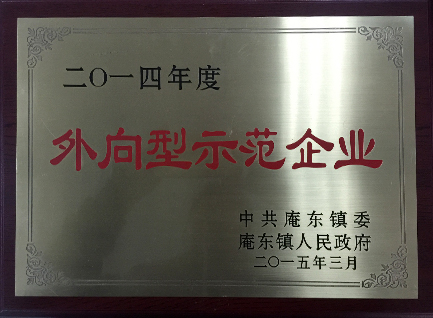 二〇一四年度
外向型示范企业
中共庵东镇委
庵东镇人民政府
二〇一五年三月